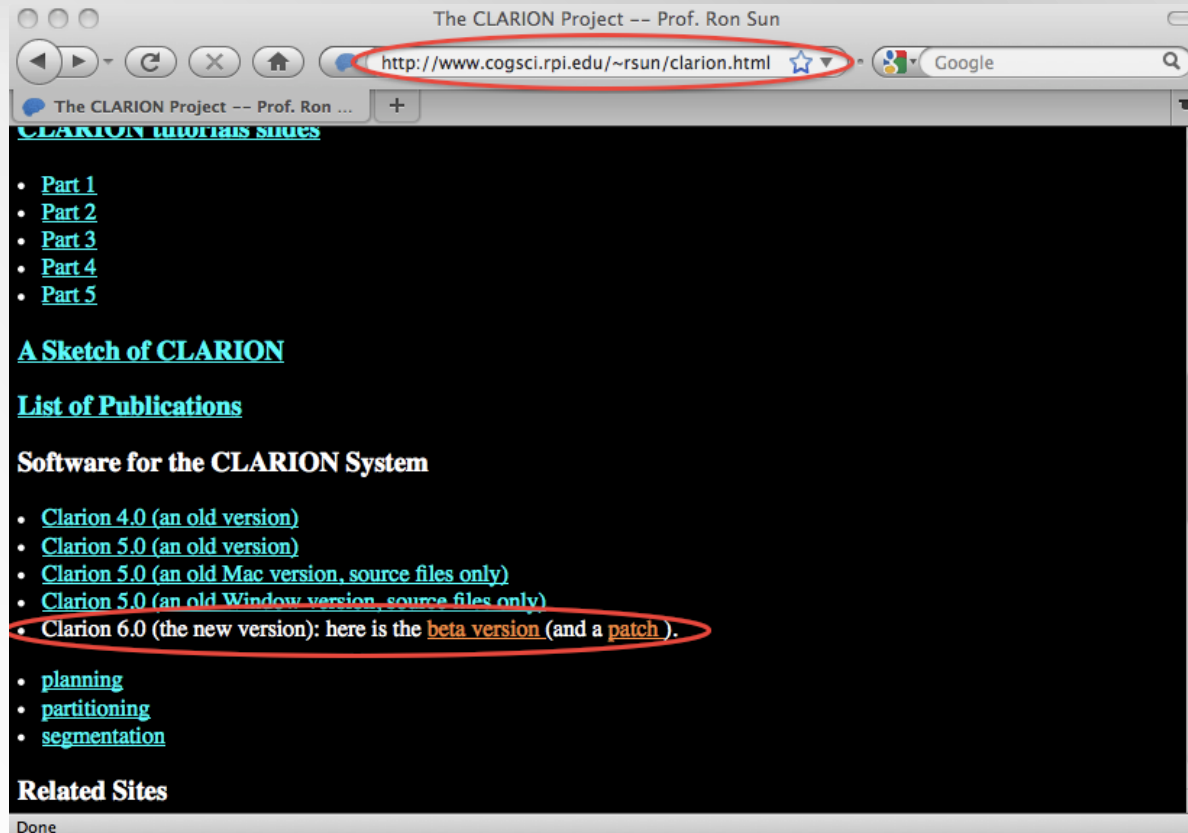 The CLARION Project -- Prof. Ron Sun
http://www.cogsci.rpi.edu/~rsun/clarion.html
Google
The CLARION Project -- Prof. Ron ...
CLARION tutorials slides
• Part 1
• Part 2
• Part 3
• Part 4
• Part 5
A Sketch of CLARION
List of Publications
Software for the CLARION System
• Clarion 4.0 (an old version)
• Clarion 5.0 (an old version)
• Clarion 5.0 (an old Mac version, source files only)
• Clarion 5.0 (an old Window version, source files only)
• Clarion 6.0 (the new version): here is the beta version (and a patch ).
• planning
• partitioning
• segmentation
Related Sites
Done